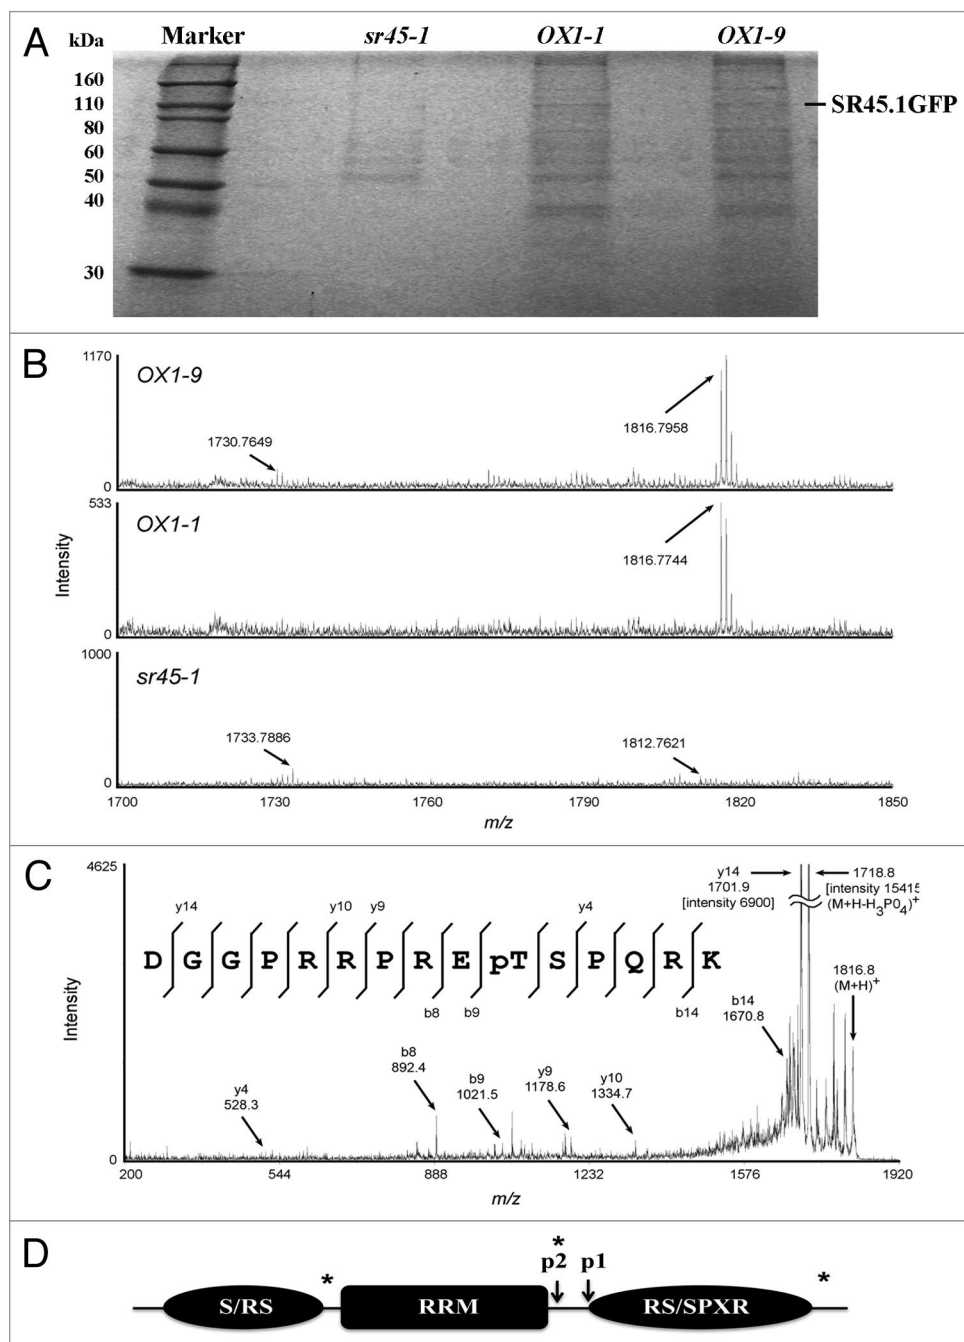 A
kDa Marker sr45-1 OX1-1 OX1-9
160
110
80
60
50
40
30
SR45.1GFP
B
1170
OX1-9
1730.7649
1816.7958
0
533
OX1-1
1816.7744
0
1000
sr45-1
1733.7886
1812.7621
0
Intensity
1700 1730 1760 1790 1820 1850
m/z
C
4625
y14
1701.9
[intensity 6900]
1718.8
[intensity 15415
(M+H-H3P04)+
y14 y10 y9 y4
D G G P R R P R E pT S P Q R K
b8 b9 b14
1816.8
(M+H)+
b14
1670.8
Intensity
y4
528.3
b8
892.4
b9
1021.5
y9
1178.6
y10
1334.7
0
200 544 888 1232 1576 1920
m/z
D
* * *
p2 p1
S/RS RRM RS/SPXR